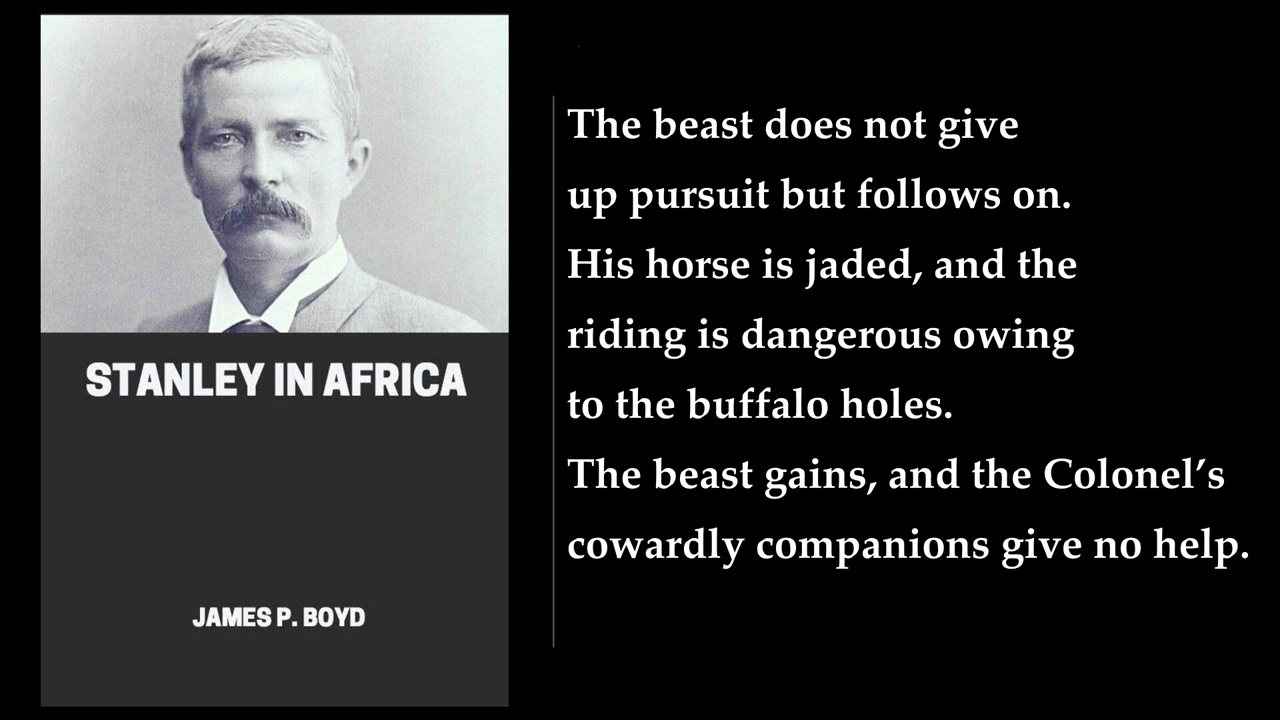 STANLEY IN AFRICA
JAMES P. BOYD
The beast does not give
up pursuit but follows on.
His horse is jaded, and the
riding is dangerous owing
to the buffalo holes.
The beast gains, and the Colonel’s
cowardly companions give no help.